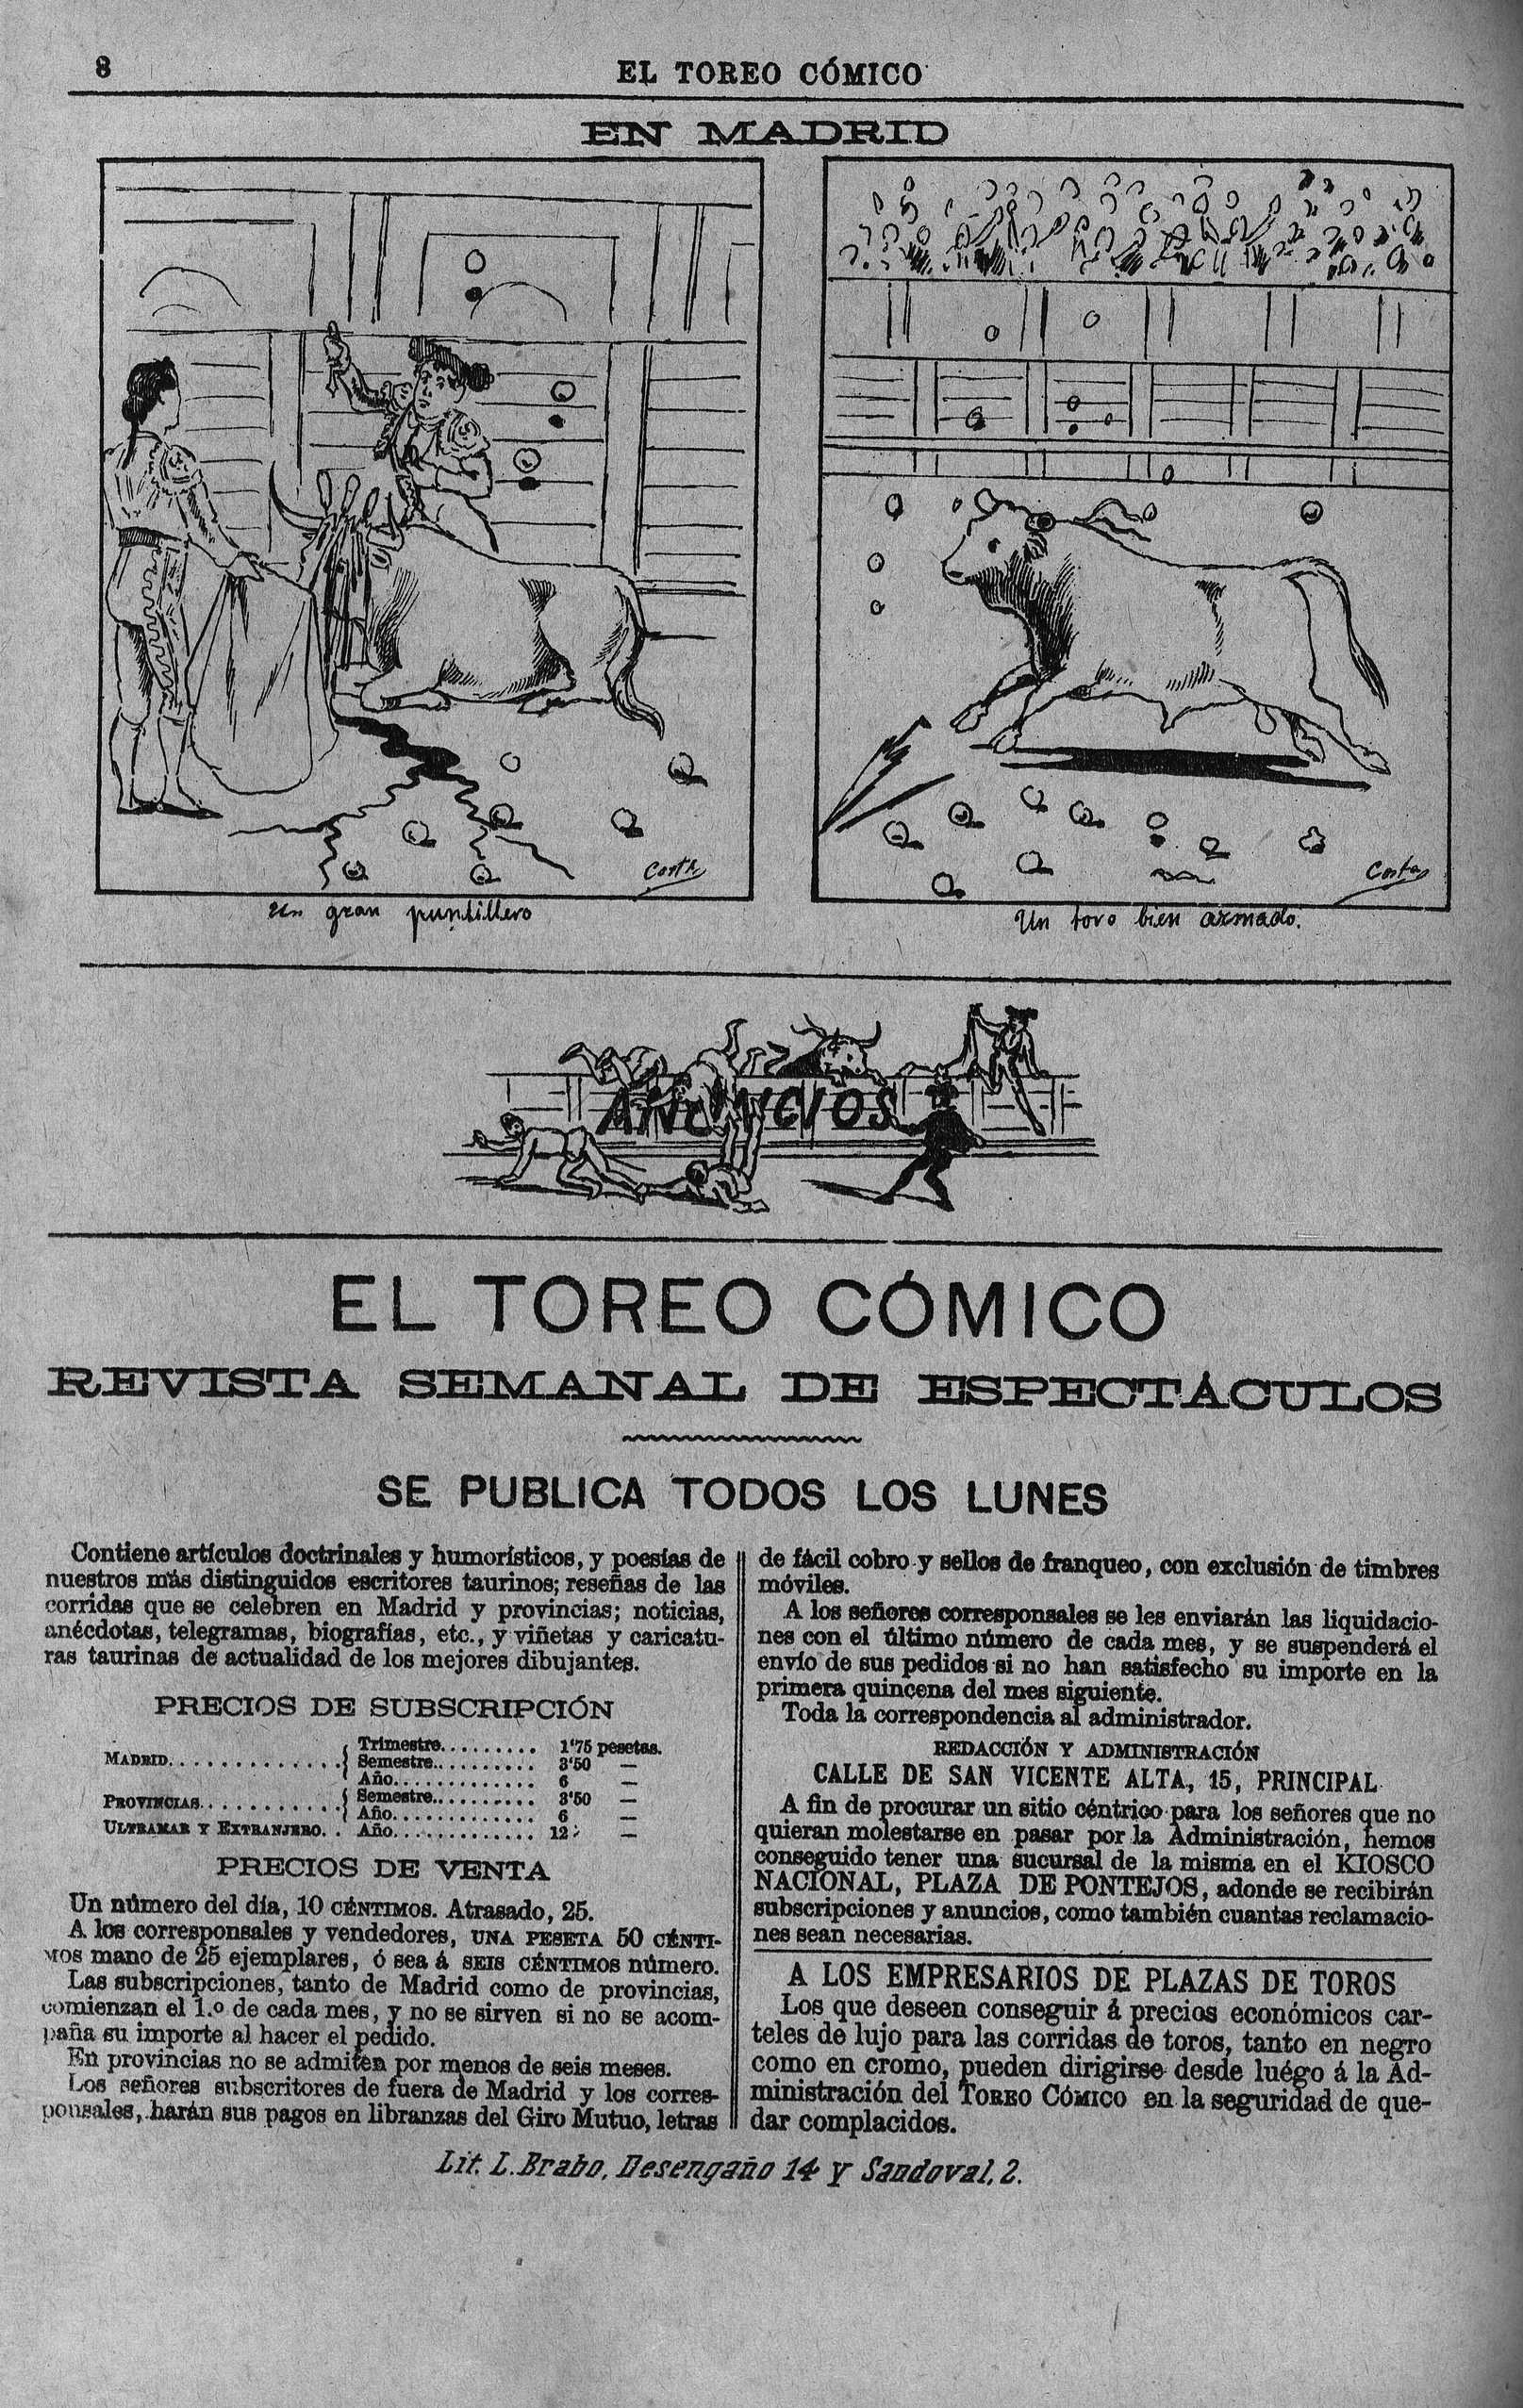 8
EL TOREO CÓMICO
EN MADRID
Un gran puntillero
Costa
Un toro bien armado.
ANUNCIOS
EL TOREO CÓMICO
REVISTA SEMANAL DE ESPECTÁCULOS
SE PUBLICA TODOS LOS LUNES
Contiene artículos doctrinales y humorísticos, y poesías de
nuestros más distinguidos escritores taurinos; reseñas de las
corridas que se celebren en Madrid y provincias; noticias,
anécdotas, telegramas, biografías, etc., y viñetas y caricatu-
ras taurinas de actualidad de los mejores dibujantes.
PRECIOS DE SUBSCRIPCIÓN
MADRID. . . . . . . . . . . . . { Trimestre. . . . . . . . . 1'75 pesetas.
Semestre. . . . . . . . . . 3'50 —
Año. . . . . . . . . . . . . 6 —
PROVINCIAS. . . . . . . . . . . { Semestre. . . . . . . . . . 3'50 —
Año. . . . . . . . . . . . . 6 —
ULTRAMAR Y EXTRANJERO. . Año. . . . . . . . . . . . . 12 —
PRECIOS DE VENTA
Un número del día, 10 CÉNTIMOS. Atrasado, 25.
A los corresponsales y vendedores, UNA PESETA 50 CÉNTI-
MOS mano de 25 ejemplares, ó sea á SEIS CÉNTIMOS número.
Las subscripciones, tanto de Madrid como de provincias,
comienzan el 1.º de cada mes, y no se sirven si no se acom-
paña su importe al hacer el pedido.
En provincias no se admiten por menos de seis meses.
Los señores subscritores de fuera de Madrid y los corres-
ponsales, harán sus pagos en libranzas del Giro Mutuo, letras
de fácil cobro y sellos de franqueo, con exclusión de timbres
móviles.
A los señores corresponsales se les enviarán las liquidacio-
nes con el último número de cada mes, y se suspenderá el
envío de sus pedidos si no han satisfecho su importe en la
primera quincena del mes siguiente.
Toda la correspondencia al administrador.
REDACCIÓN Y ADMINISTRACIÓN
CALLE DE SAN VICENTE ALTA, 15, PRINCIPAL
A fin de procurar un sitio céntrico para los señores que no
quieran molestarse en pasar por la Administración, hemos
conseguido tener una sucursal de la misma en el KIOSCO
NACIONAL, PLAZA DE PONTEJOS, adonde se recibirán
subscripciones y anuncios, como también cuantas reclamacio-
nes sean necesarias.
A LOS EMPRESARIOS DE PLAZAS DE TOROS
Los que deseen conseguir á precios económicos car-
teles de lujo para las corridas de toros, tanto en negro
como en cromo, pueden dirigirse desde luégo á la Ad-
ministración del TOREO CÓMICO en la seguridad de que-
dar complacidos.
Lit. L. Brabo, Desengaño 14 y Sandoval, 2.